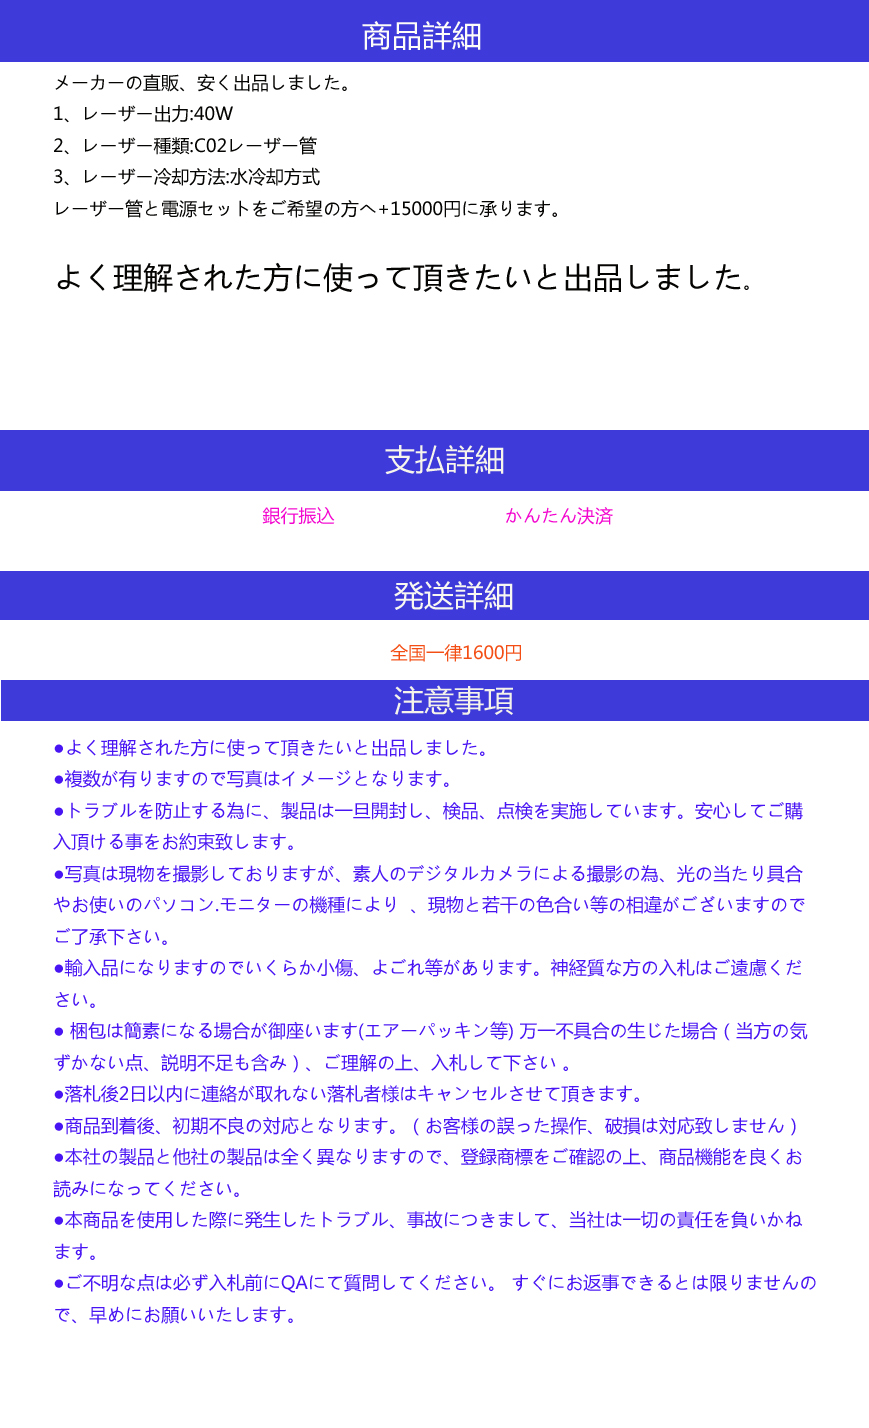 商品詳細
メーカーの直販、安く出品しました。
1、レーザー出力:40W
2、レーザー種類:C02レーザー管
3、レーザー冷却方法:水冷却方式
レーザー管と電源セットをご希望の方へ+15000円に承ります。
よく理解された方に使って頂きたいと出品しました。
支払詳細
銀行振込 かんたん決済
発送詳細
全国一律1600円
注意事項
●よく理解された方に使って頂きたいと出品しました。
●複数が有りますので写真はイメージとなります。
●トラブルを防止する為に、製品は一旦開封し、検品、点検を実施しています。安心してご購
入頂ける事をお約束致します。
●写真は現物を撮影しておりますが、素人のデジタルカメラによる撮影の為、光の当たり具合
やお使いのパソコン.モニターの機種により 、現物と若干の色合い等の相違がございますので
ご了承下さい。
●輸入品になりますのでいくらか小傷、よごれ等があります。神経質な方の入札はご遠慮くだ
さい。
● 梱包は簡素になる場合が御座います(エアーパッキン等) 万一不具合の生じた場合 ( 当方の気
ずかない点、説明不足も含み ) 、ご理解の上、入札して下さい 。
●落札後2日以内に連絡が取れない落札者様はキャンセルさせて頂きます。
●商品到着後、初期不良の対応となります。 ( お客様の誤った操作、破損は対応致しません )
●本社の製品と他社の製品は全く異なりますので、登録商標をご確認の上、商品機能を良くお
読みになってください。
●本商品を使用した際に発生したトラブル、事故につきまして、当社は一切の責任を負いかね
ます。
●ご不明な点は必ず入札前にQAにて質問してください。 すぐにお返事できるとは限りませんの
で、早めにお願いいたします。